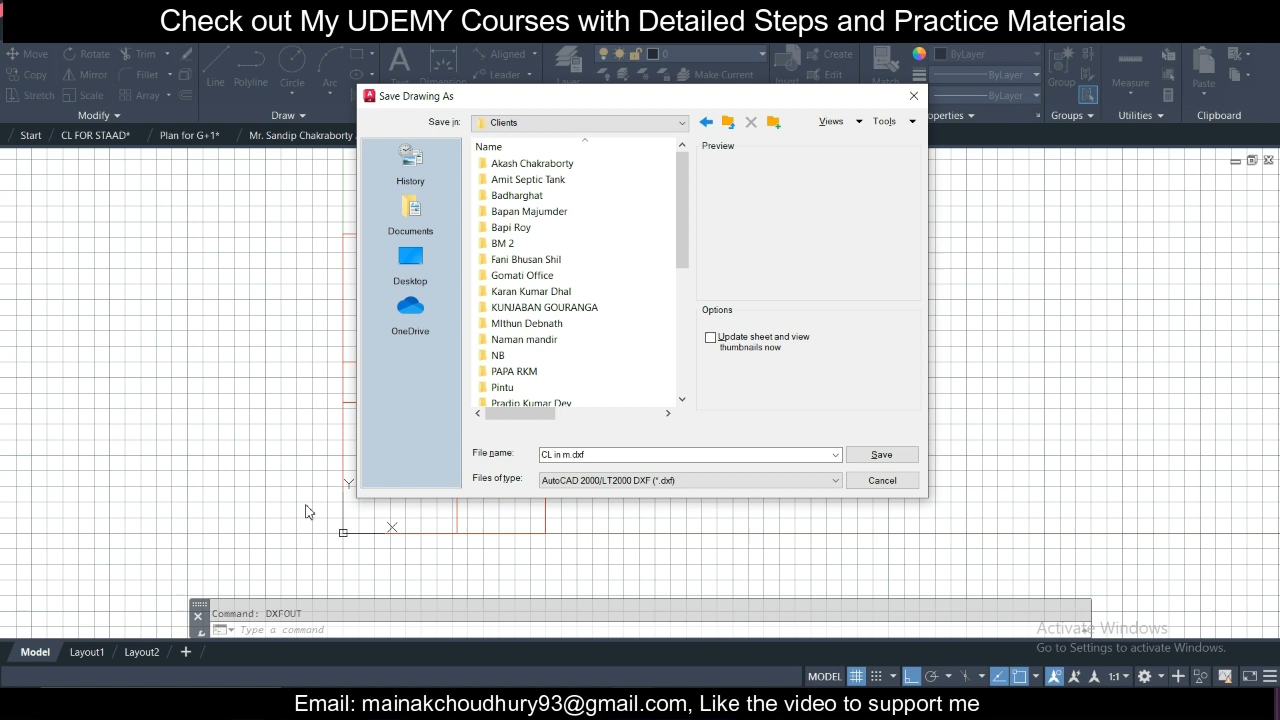 Check out My UDEMY Courses with Detailed Steps and Practice Materials
Move Rotate Trim
Copy Mirror Fillet
Stretch Scale Array
Line Polyline Circle Arc
Text Dimension
Aligned
Leader
0
Make Current
Create
Edit
ByLayer
ByLayer
ByLayer
Group
Measure
Paste
Modify Draw Groups Utilities Clipboard
Start CL FOR STAAD* Plan for G+1* Mr. Sandip Chakraborty
Save Drawing As
Save in: Clients Views Tools
Name
Akash Chakraborty
Amit Septic Tank
Badharghat
Bapan Majumder
Bapi Roy
BM 2
Fani Bhusan Shil
Gomati Office
Karan Kumar Dhal
KUNJABAN GOURANGA
MIthun Debnath
Naman mandir
NB
PAPA RKM
Pintu
Pradip Kumar Dey
History
Documents
Desktop
OneDrive
Preview
Options
Update sheet and view
thumbnails now
File name: CL in m.dxf Save
Files of type: AutoCAD 2000/LT2000 DXF (*.dxf) Cancel
Y
X
Command: DXFOUT
Type a command
Activate Windows
Go to Settings to activate Windows.
Model Layout1 Layout2 +
MODEL 1:1
Email: mainakchoudhury93@gmail.com, Like the video to support me